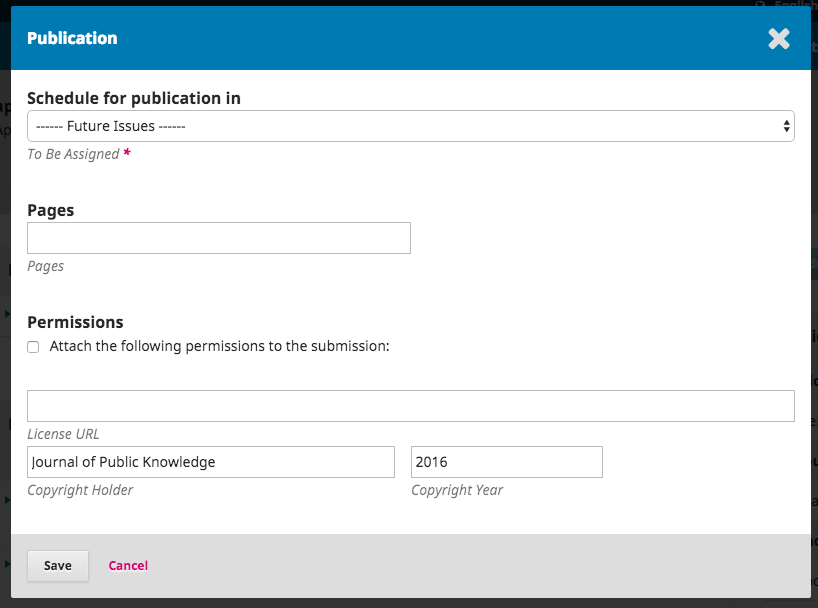 English
Publication
Schedule for publication in
------ Future Issues ------
To Be Assigned *
Pages
Pages
Permissions
Attach the following permissions to the submission:
License URL
Journal of Public Knowledge 2016
Copyright Holder Copyright Year
Save Cancel